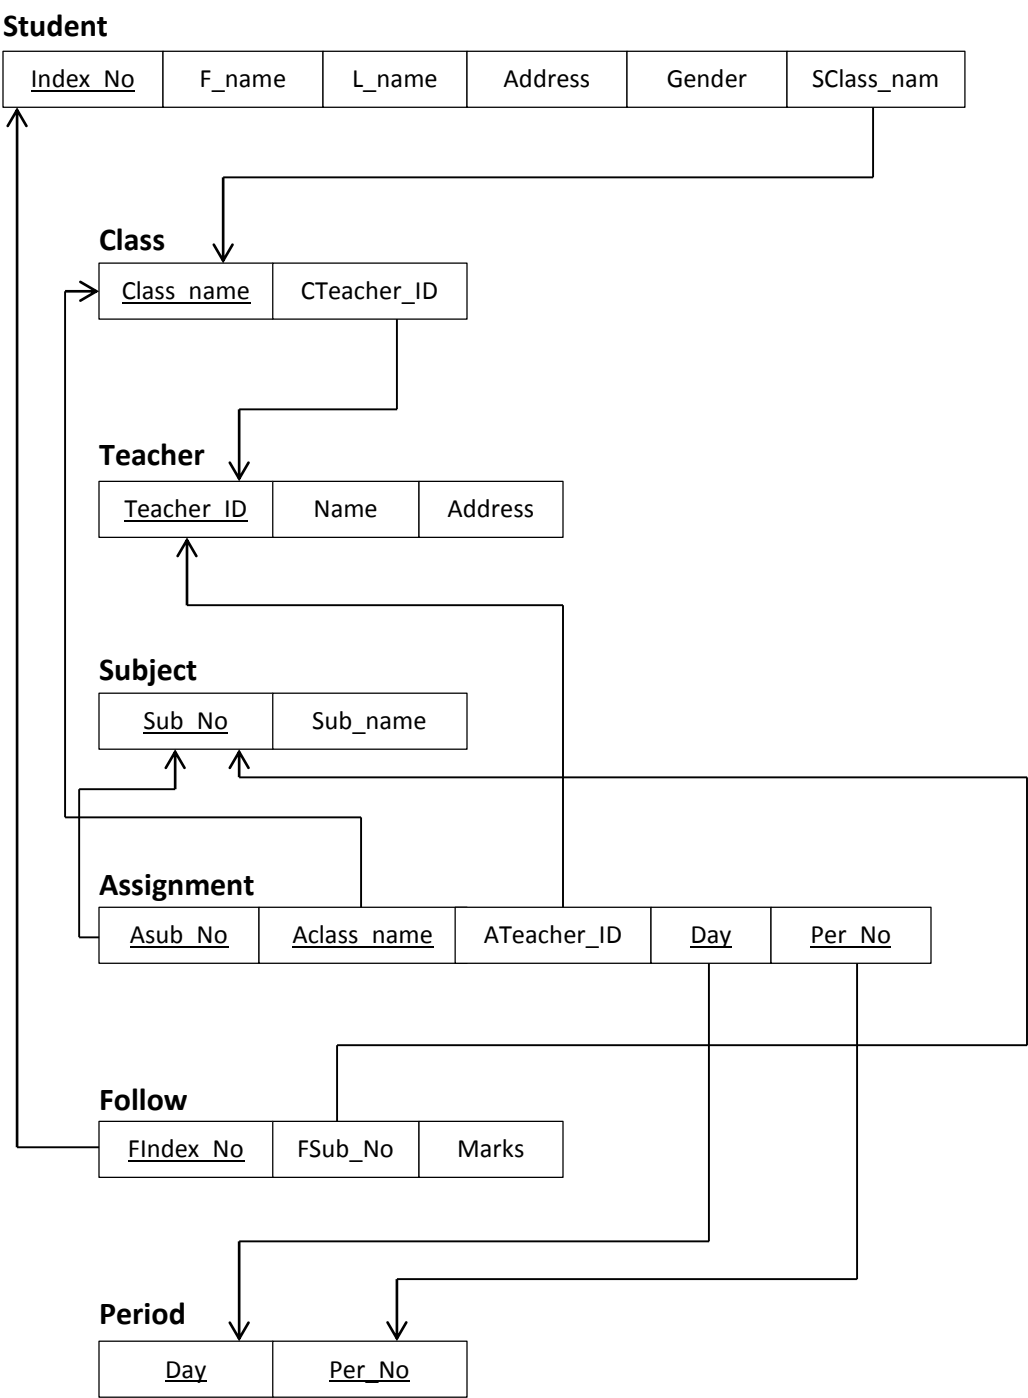 Student
Index_No F_name L_name Address Gender SClass_nam
Class
Class_name CTeacher_ID
Teacher
Teacher_ID Name Address
Subject
Sub_No Sub_name
Assignment
Asub_No Aclass_name ATeacher_ID Day Per_No
Follow
FIndex_No FSub_No Marks
Period
Day Per_No